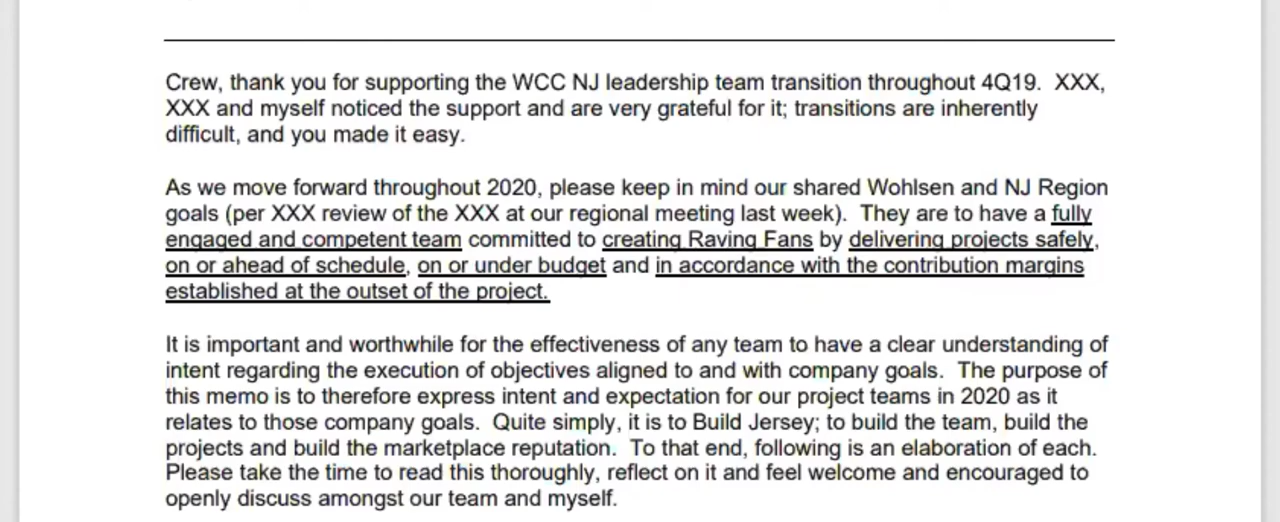 Crew, thank you for supporting the WCC NJ leadership team transition throughout 4Q19.  XXX,
XXX and myself noticed the support and are very grateful for it; transitions are inherently
difficult, and you made it easy.
As we move forward throughout 2020, please keep in mind our shared Wohlsen and NJ Region
goals (per XXX review of the XXX at our regional meeting last week).  They are to have a fully
engaged and competent team committed to creating Raving Fans by delivering projects safely,
on or ahead of schedule, on or under budget and in accordance with the contribution margins
established at the outset of the project.
It is important and worthwhile for the effectiveness of any team to have a clear understanding of
intent regarding the execution of objectives aligned to and with company goals.  The purpose of
this memo is to therefore express intent and expectation for our project teams in 2020 as it
relates to those company goals.  Quite simply, it is to Build Jersey; to build the team, build the
projects and build the marketplace reputation.  To that end, following is an elaboration of each.
Please take the time to read this thoroughly, reflect on it and feel welcome and encouraged to
openly discuss amongst our team and myself.